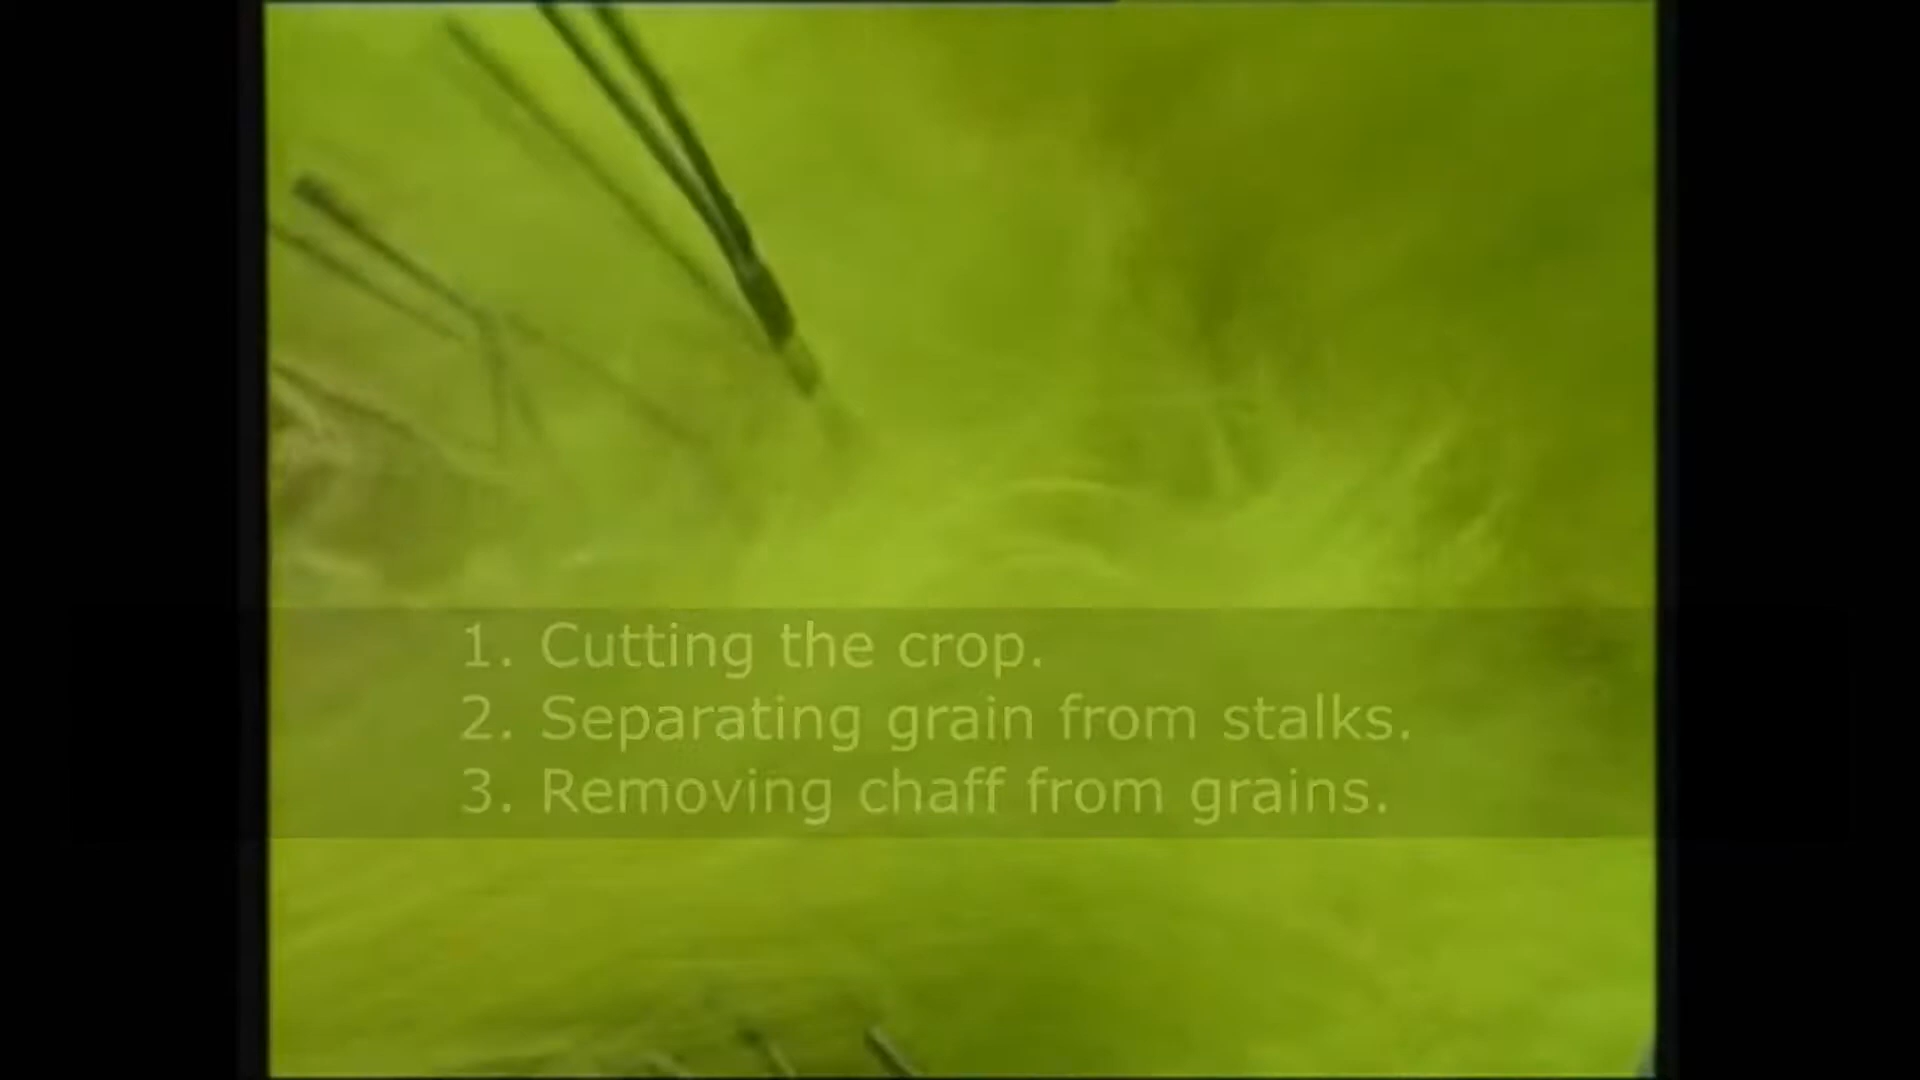 1. Cutting the crop.
2. Separating grain from stalks.
3. Removing chaff from grains.